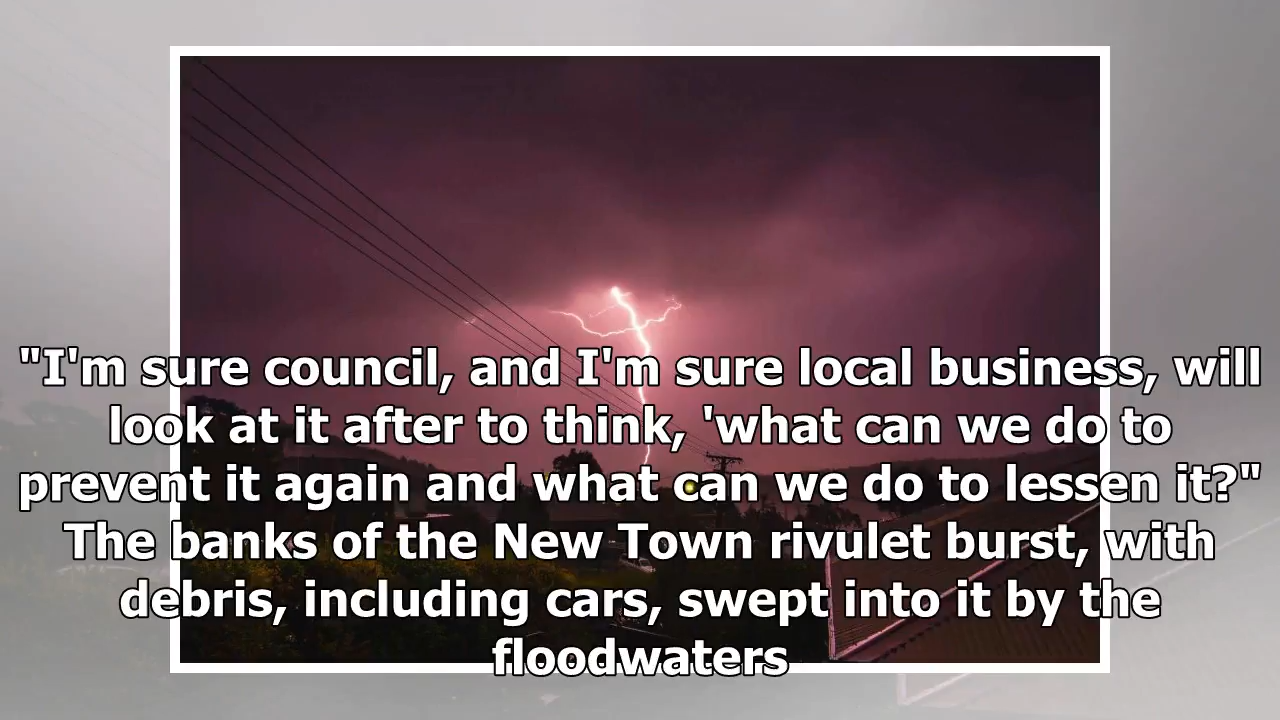 "I'm sure council, and I'm sure local business, will
look at it after to think, 'what can we do to
prevent it again and what can we do to lessen it?"
The banks of the New Town rivulet burst, with
debris, including cars, swept into it by the
floodwaters